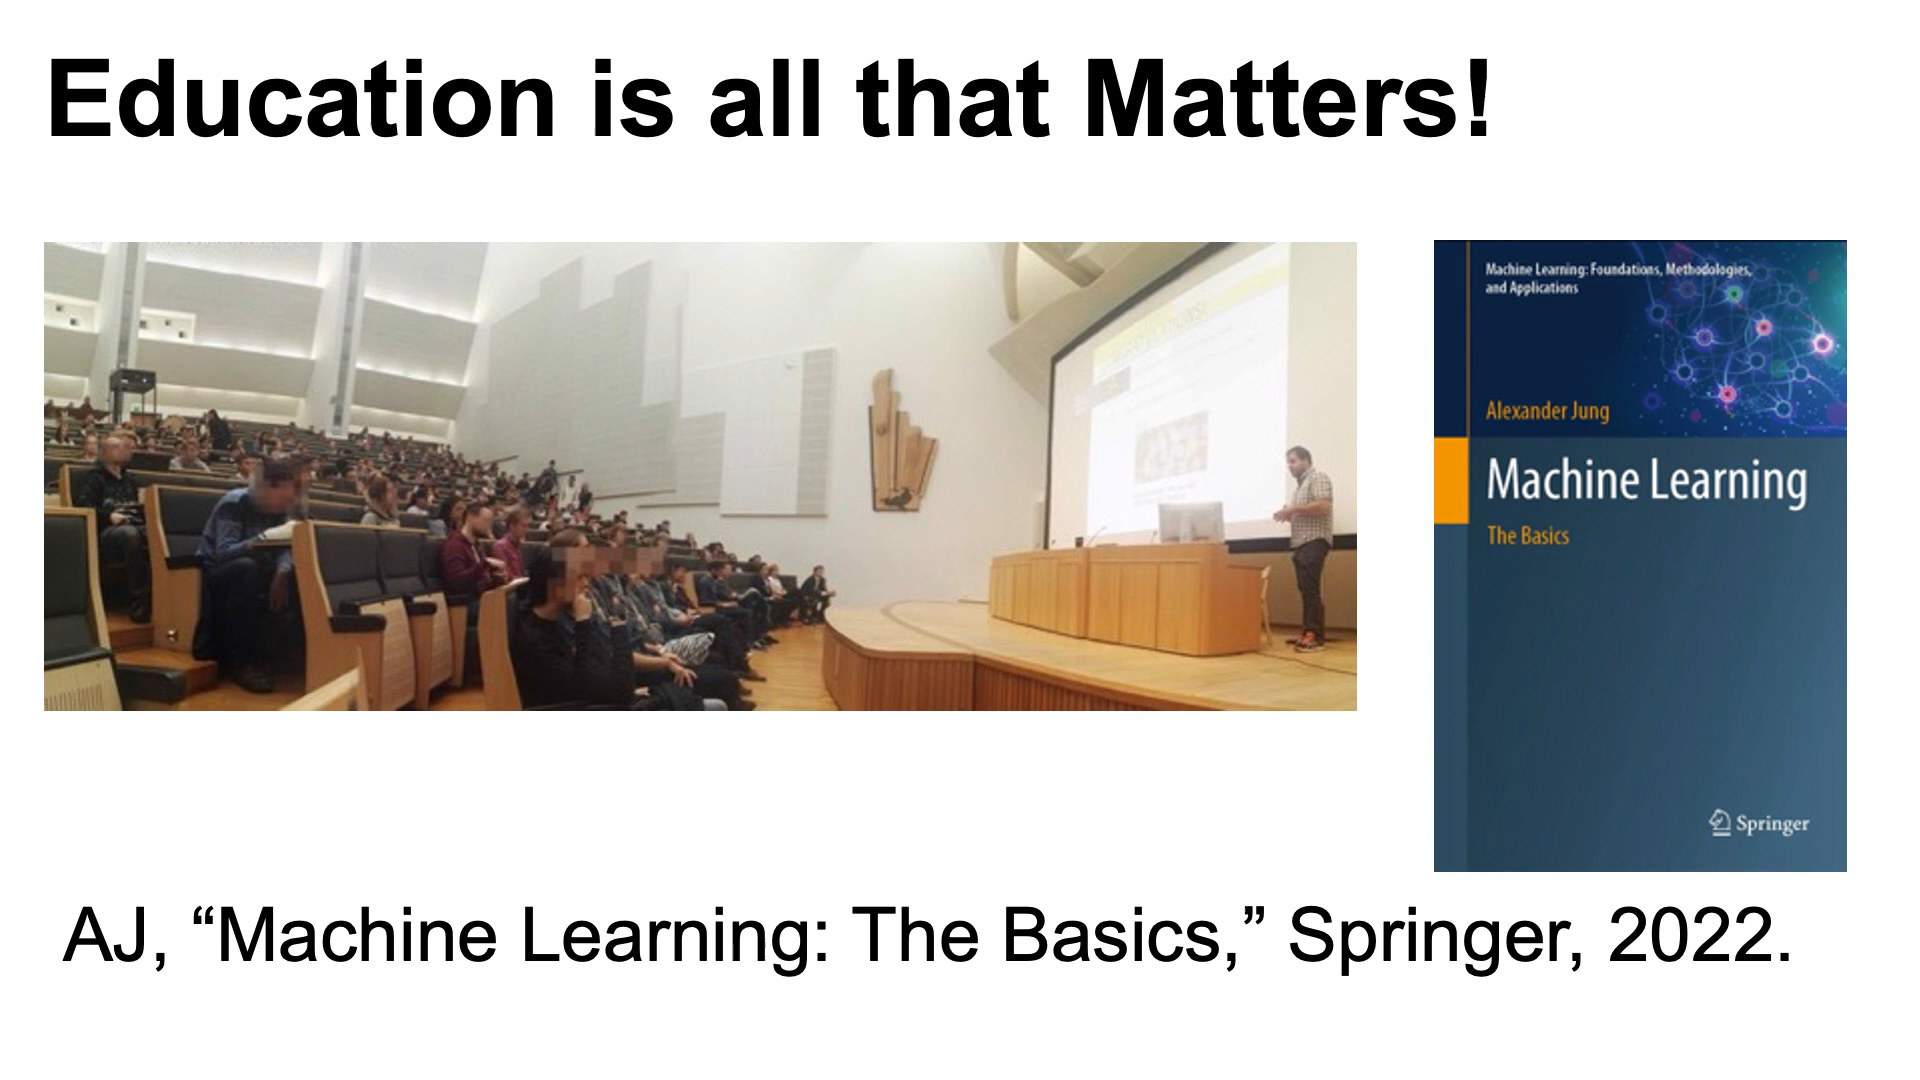 Education is all that Matters!
Machine Learning: Foundations, Methodologies,
and Applications
Alexander Jung
Machine Learning
The Basics
Springer
AJ, “Machine Learning: The Basics,” Springer, 2022.